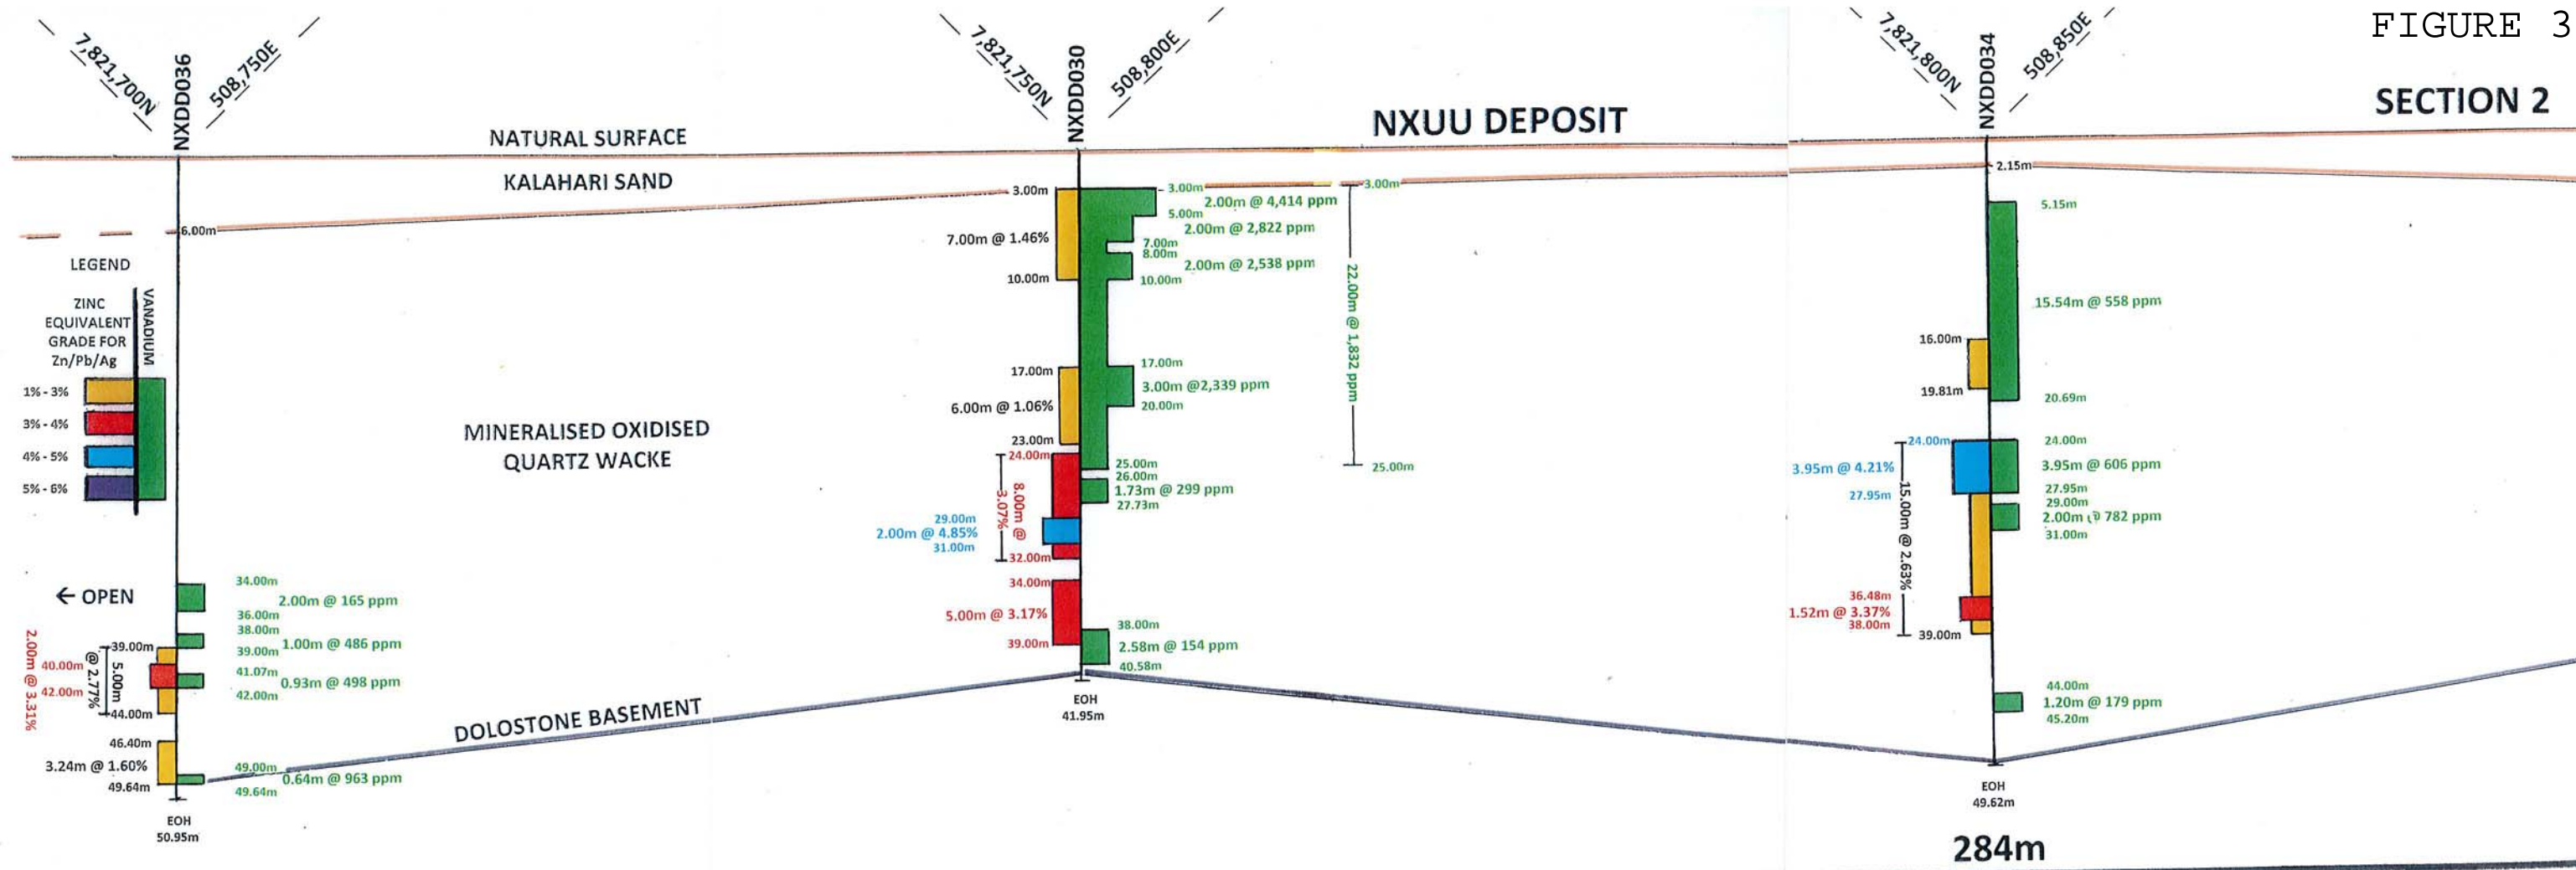 FIGURE 3
SECTION 2
NXUU DEPOSIT
7,821,700N
NXDD036
508,750E
7,821,750N
NXDD030
508,800E
7,821,800N
NXDD034
508,850E
NATURAL SURFACE
KALAHARI SAND
6.00m
LEGEND
ZINC
EQUIVALENT
GRADE FOR
Zn/Pb/Ag
VANADIUM
1% - 3%
3% - 4%
4% - 5%
5% - 6%
MINERALISED OXIDISED
QUARTZ WACKE
← OPEN
34.00m
2.00m @ 165 ppm
36.00m
38.00m
1.00m @ 486 ppm
39.00m
41.07m
0.93m @ 498 ppm
42.00m
49.00m
0.64m @ 963 ppm
49.64m
2.00m @ 3.31%
40.00m
42.00m
39.00m
5.00m
@ 2.77%
44.00m
46.40m
3.24m @ 1.60%
49.64m
EOH
50.95m
DOLOSTONE BASEMENT
3.00m
7.00m @ 1.46%
10.00m
17.00m
6.00m @ 1.06%
23.00m
24.00m
8.00m @
3.07%
29.00m
2.00m @ 4.85%
31.00m
32.00m
34.00m
5.00m @ 3.17%
39.00m
3.00m
2.00m @ 4,414 ppm
5.00m
2.00m @ 2,822 ppm
7.00m
8.00m
2.00m @ 2,538 ppm
10.00m
17.00m
3.00m @2,339 ppm
20.00m
25.00m
26.00m
1.73m @ 299 ppm
27.73m
38.00m
2.58m @ 154 ppm
40.58m
EOH
41.95m
3.00m
22.00m @ 1,832 ppm
25.00m
2.15m
5.15m
15.54m @ 558 ppm
20.69m
16.00m
19.81m
24.00m
3.95m @ 4.21%
27.95m
15.00m @ 2.63%
36.48m
1.52m @ 3.37%
38.00m
39.00m
24.00m
3.95m @ 606 ppm
27.95m
29.00m
2.00m @ 782 ppm
31.00m
44.00m
1.20m @ 179 ppm
45.20m
EOH
49.62m
284m